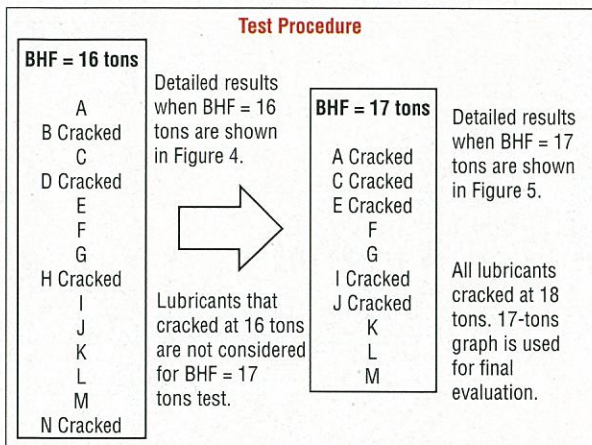 Test Procedure
BHF = 16 tons
A
B Cracked
C
D Cracked
E
F
G
H Cracked
I
J
K
L
M
N Cracked
Detailed results
when BHF = 16
tons are shown
in Figure 4.
Lubricants that
cracked at 16 tons
are not considered
for BHF = 17
tons test.
BHF = 17 tons
A Cracked
C Cracked
E Cracked
F
G
I Cracked
J Cracked
K
L
M
Detailed results
when BHF = 17
tons are shown
in Figure 5.
All lubricants
cracked at 18
tons. 17-tons
graph is used
for final
evaluation.